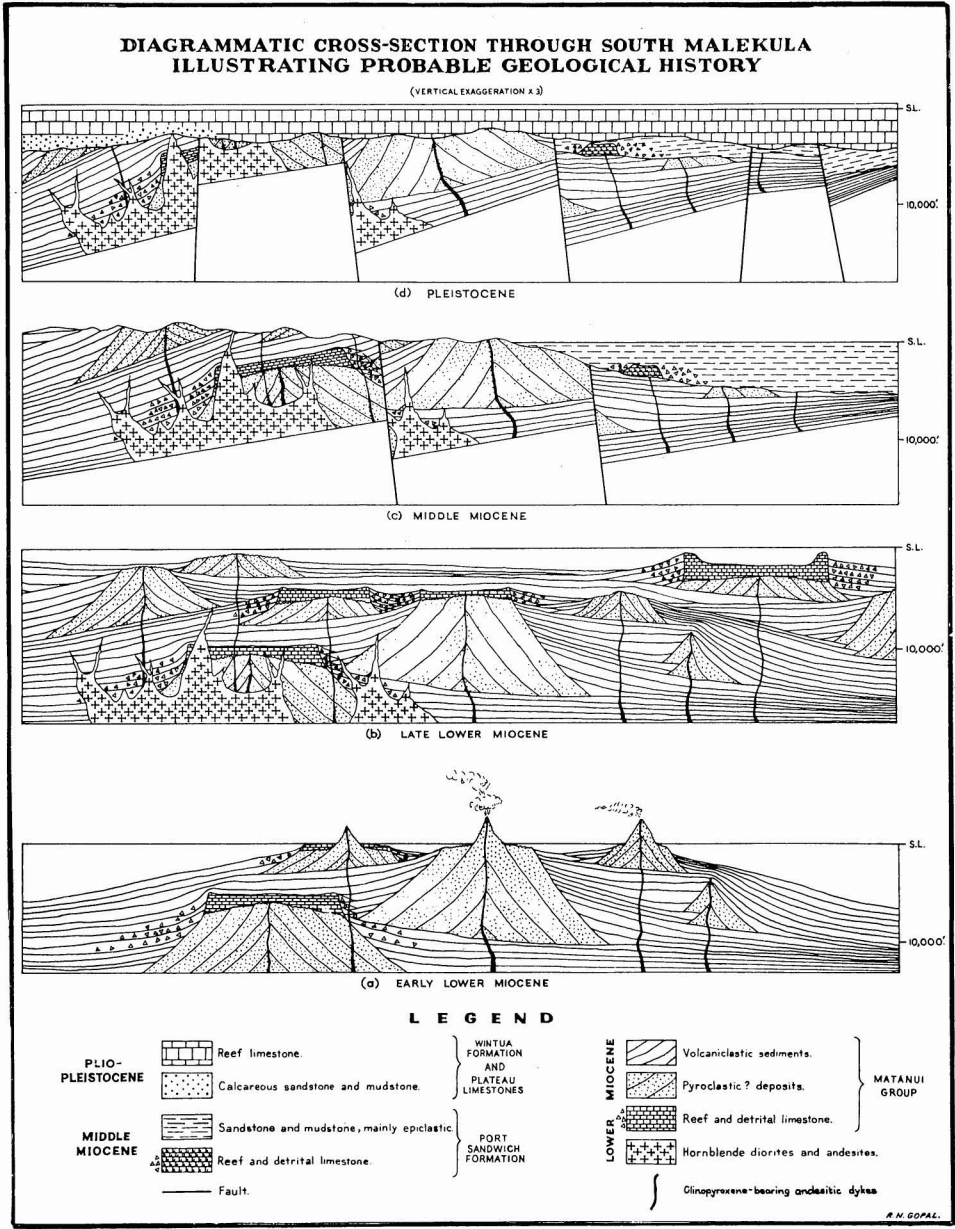 DIAGRAMMATIC CROSS-SECTION THROUGH SOUTH MALEKULA
ILLUSTRATING PROBABLE GEOLOGICAL HISTORY
(VERTICAL EXAGGERATION X 3)
S.L.
10,000'
(d) PLEISTOCENE
S.L.
10,000'
(c) MIDDLE MIOCENE
S.L.
10,000'
(b) LATE LOWER MIOCENE
S.L.
10,000'
(a) EARLY LOWER MIOCENE
LEGEND
PLIO-
PLEISTOCENE
Reef limestone.
Calcareous sandstone and mudstone.
WINTUA
FORMATION
AND
PLATEAU
LIMESTONES
MIDDLE
MIOCENE
Sandstone and mudstone, mainly epiclastic.
Reef and detrital limestone.
PORT
SANDWICH
FORMATION
Fault.
LOWER MIOCENE
Volcaniclastic sediments.
Pyroclastic? deposits.
Reef and detrital limestone.
MATANUI
GROUP
Hornblende diorites and andesites.
Clinopyroxene-bearing andesitic dykes
R.N. GOPAL.